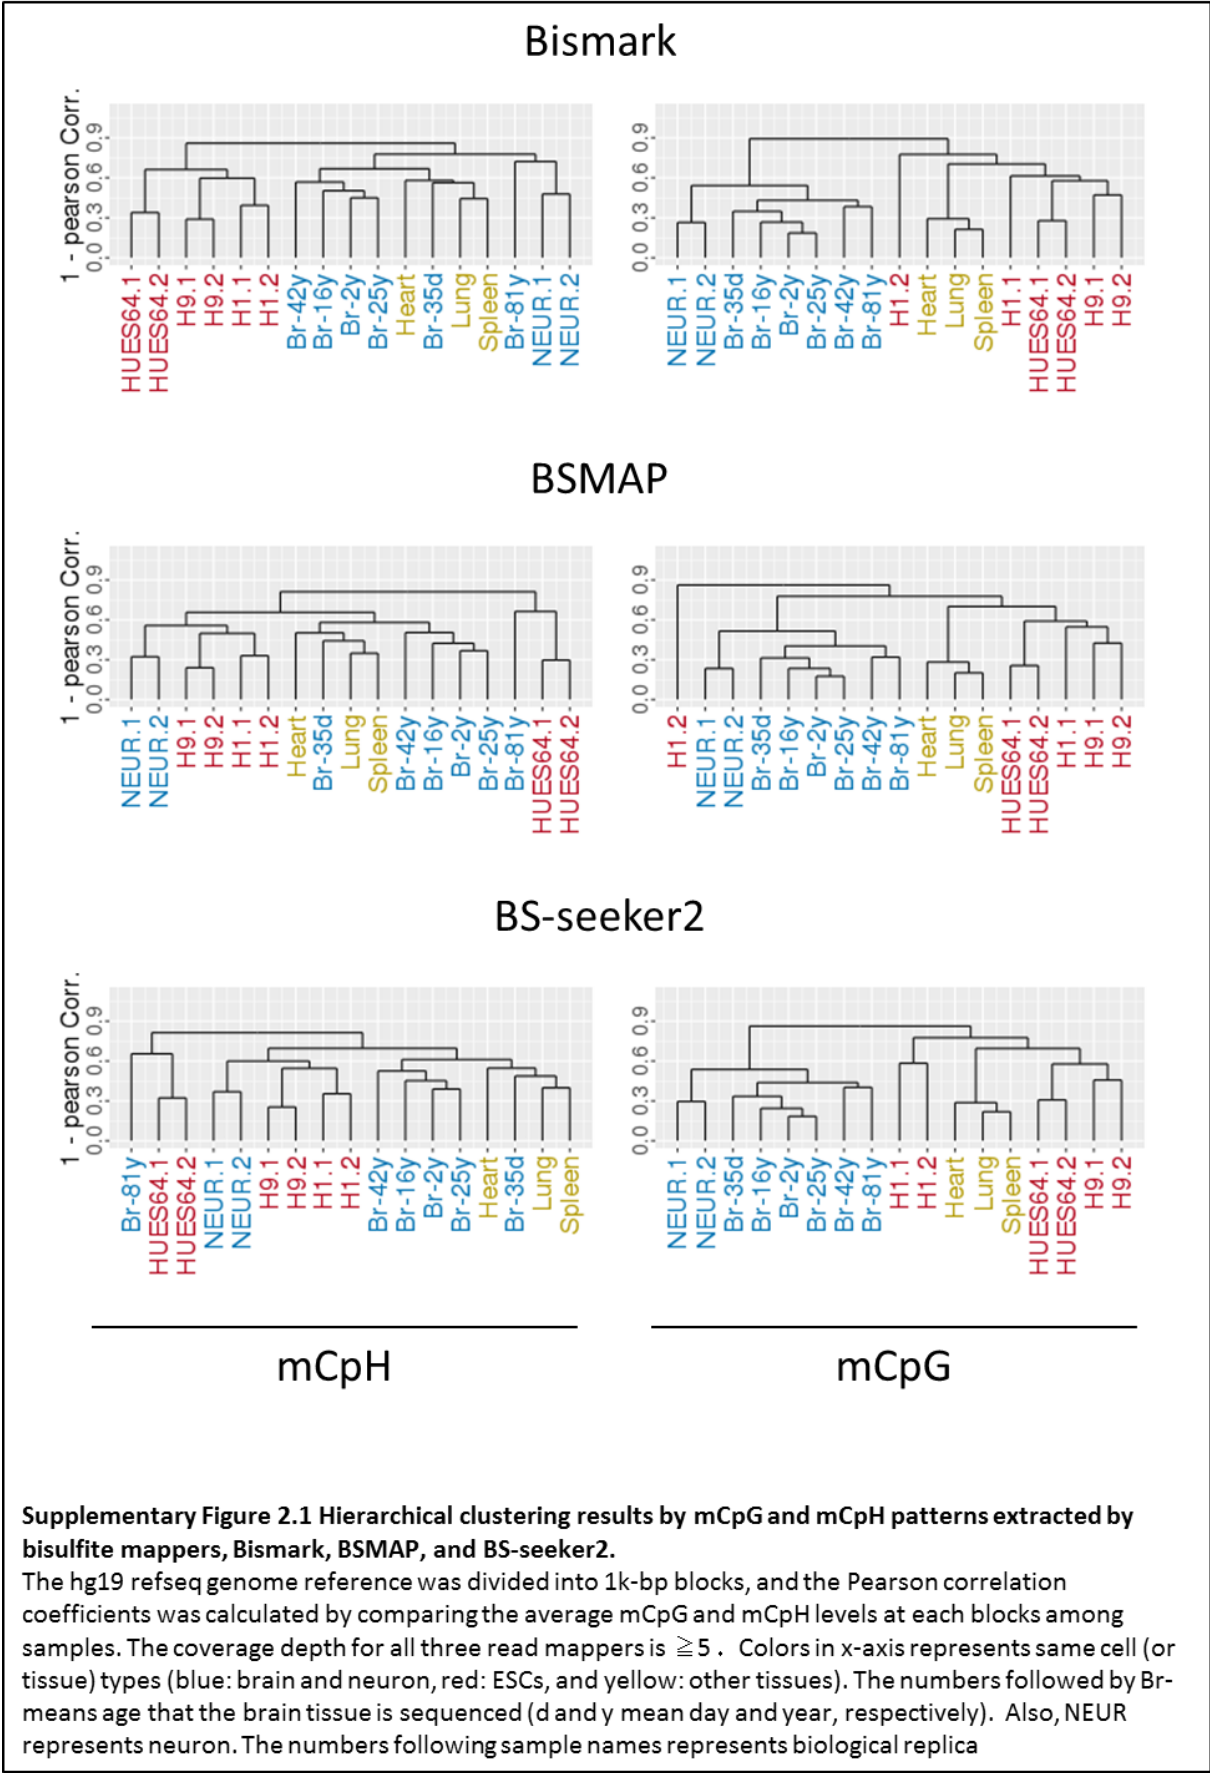 Bismark
1 - pearson Corr.
0.0 0.3 0.6 0.9
HUES64.1 HUES64.2 H9.1 H9.2 H1.1 H1.2 Br-42y Br-16y Br-2y Br-25y Heart Br-35d Lung Spleen Br-81y NEUR.1 NEUR.2
0.0 0.3 0.6 0.9
NEUR.1 NEUR.2 Br-35d Br-16y Br-2y Br-25y Br-42y Br-81y H1.2 Heart Lung Spleen H1.1 HUES64.1 HUES64.2 H9.1 H9.2
BSMAP
1 - pearson Corr.
0.0 0.3 0.6 0.9
NEUR.1 NEUR.2 H9.1 H9.2 H1.1 H1.2 Heart Br-35d Lung Spleen Br-42y Br-16y Br-2y Br-25y Br-81y HUES64.1 HUES64.2
0.0 0.3 0.6 0.9
H1.2 NEUR.1 NEUR.2 Br-35d Br-16y Br-2y Br-25y Br-42y Br-81y Heart Lung Spleen HUES64.1 HUES64.2 H1.1 H9.1 H9.2
BS-seeker2
1 - pearson Corr.
0.0 0.3 0.6 0.9
Br-81y HUES64.1 HUES64.2 NEUR.1 NEUR.2 H9.1 H9.2 H1.1 H1.2 Br-42y Br-16y Br-2y Br-25y Heart Br-35d Lung Spleen
0.0 0.3 0.6 0.9
NEUR.1 NEUR.2 Br-35d Br-16y Br-2y Br-25y Br-42y Br-81y H1.1 H1.2 Heart Lung Spleen HUES64.1 HUES64.2 H9.1 H9.2
mCpH
mCpG
Supplementary Figure 2.1 Hierarchical clustering results by mCpG and mCpH patterns extracted by
bisulfite mappers, Bismark, BSMAP, and BS-seeker2.
The hg19 refseq genome reference was divided into 1k-bp blocks, and the Pearson correlation
coefficients was calculated by comparing the average mCpG and mCpH levels at each blocks among
samples. The coverage depth for all three read mappers is ≧5. Colors in x-axis represents same cell (or
tissue) types (blue: brain and neuron, red: ESCs, and yellow: other tissues). The numbers followed by Br-
means age that the brain tissue is sequenced (d and y mean day and year, respectively). Also, NEUR
represents neuron. The numbers following sample names represents biological replica